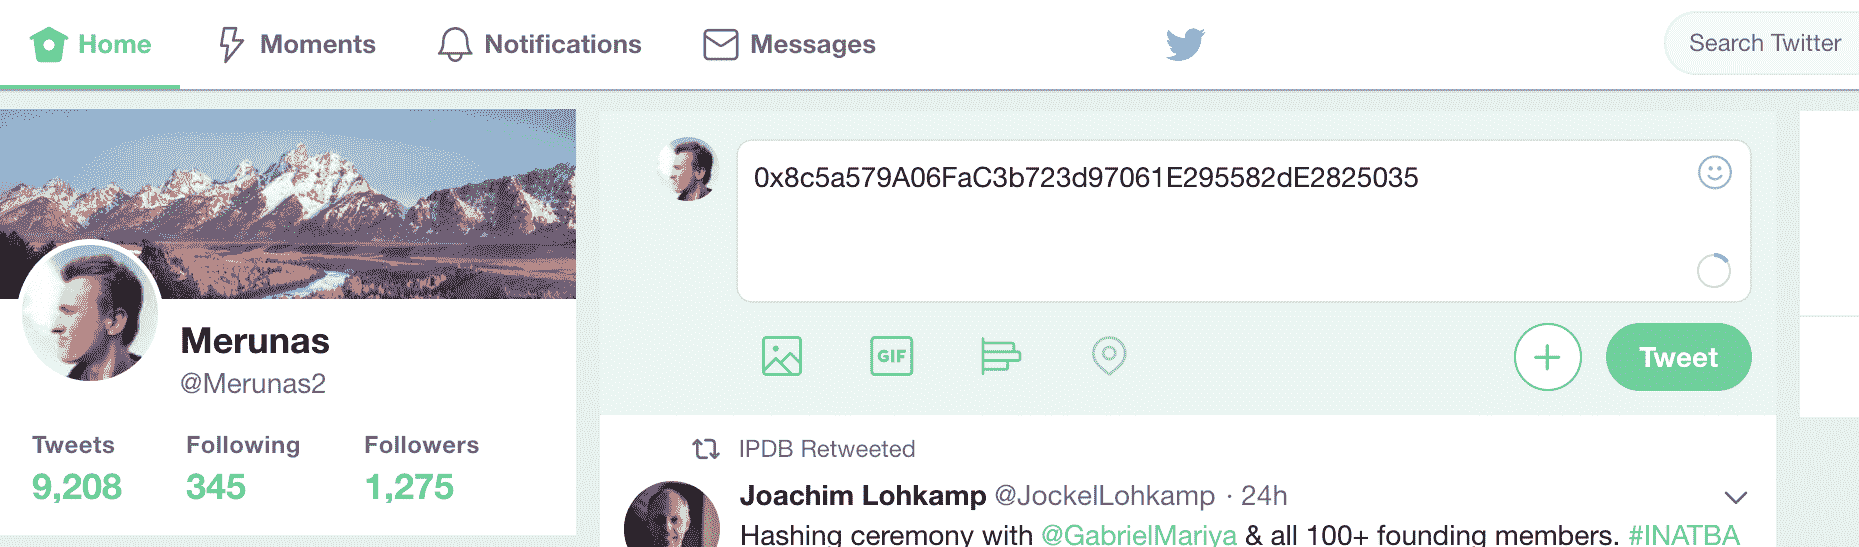 Home Moments Notifications Messages Search Twitter
0x8c5a579A06FaC3b723d97061E295582dE2825035
Merunas
@Merunas2
Tweets Following Followers
9,208 345 1,275
GIF
Tweet
IPDB Retweeted
Joachim Lohkamp @JockelLohkamp · 24h
Hashing ceremony with @GabrielMariya & all 100+ founding members. #INATBA